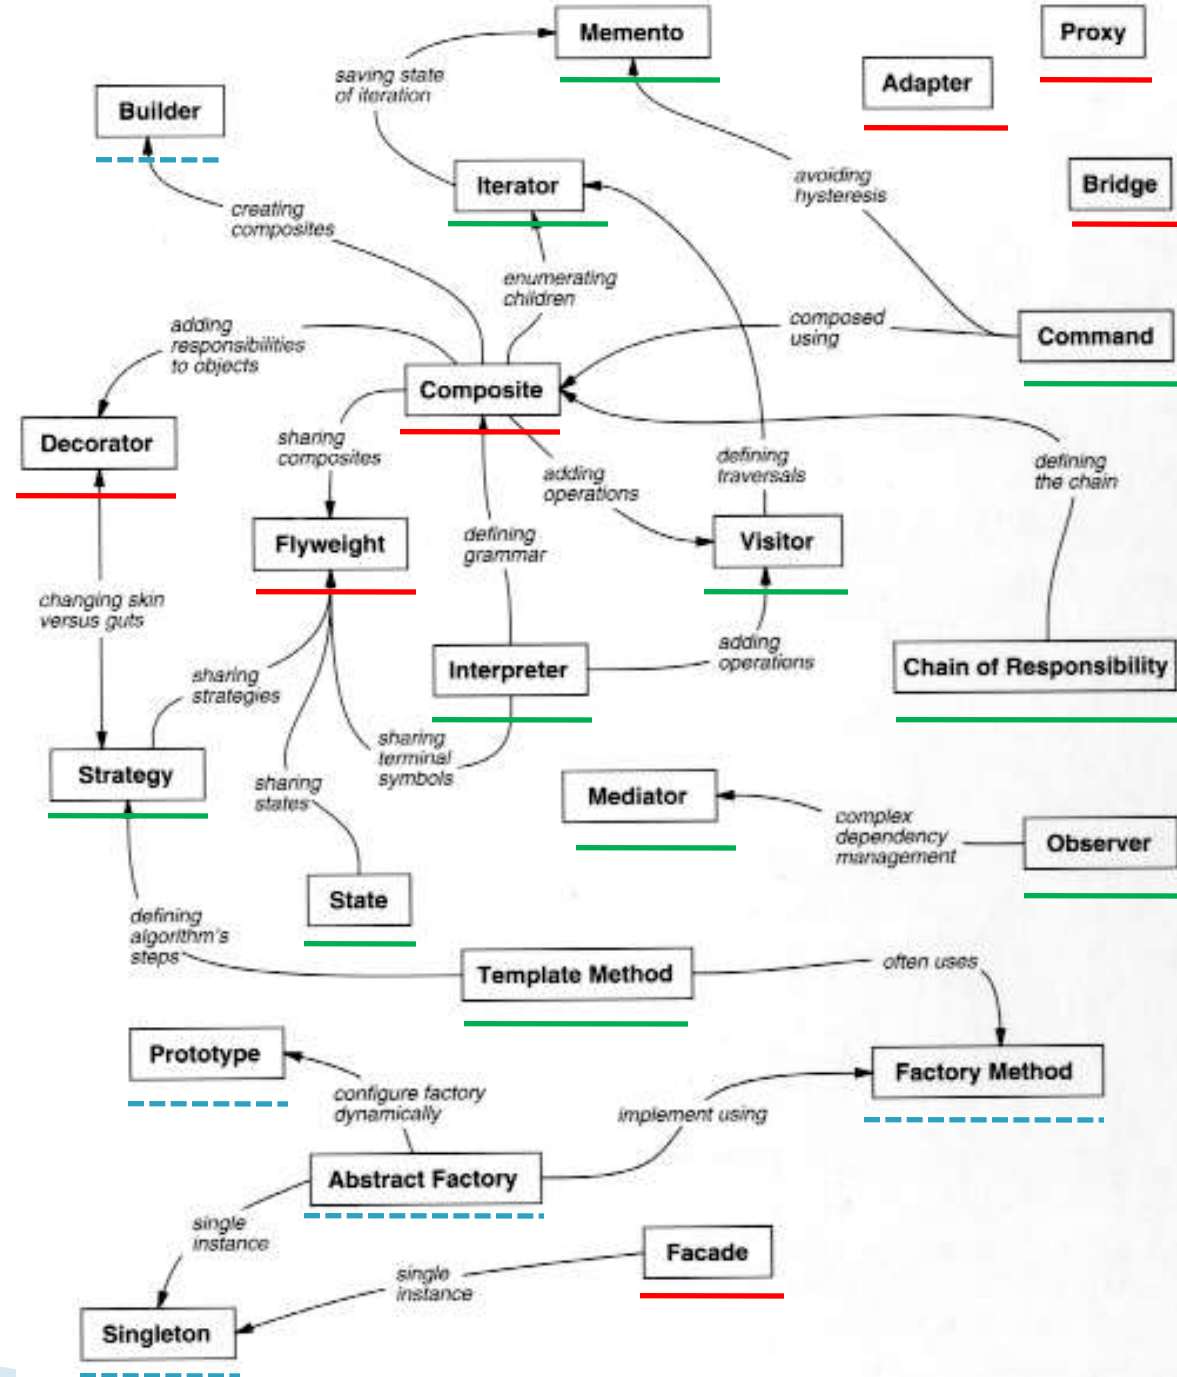 Memento
Proxy
Adapter
saving state
of iteration
Builder
avoiding
hysteresis
Iterator
Bridge
creating
composites
enumerating
children
adding
responsibilities
to objects
composed
using
Command
Composite
Decorator
sharing
composites
adding
operations
defining
traversals
defining
the chain
Flyweight
defining
grammar
Visitor
changing skin
versus guts
adding
operations
Interpreter
Chain of Responsibility
sharing
strategies
sharing
terminal
symbols
Strategy
sharing
states
Mediator
complex
dependency
management
Observer
State
defining
algorithm's
steps
Template Method
often uses
Prototype
Factory Method
configure factory
dynamically
implement using
Abstract Factory
single
instance
Facade
single
instance
Singleton